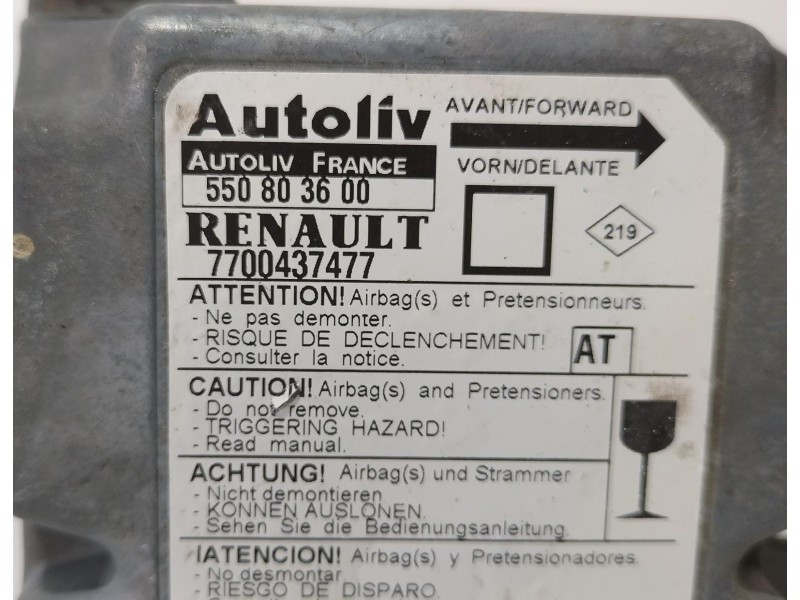 Autoliv
AVANT/FORWARD
AUTOLIV FRANCE
VORN/DELANTE
550 80 36 00
RENAULT
219
7700437477
ATTENTION! Airbag(s) et Pretensionneurs.
- Ne pas demonter.
- RISQUE DE DECLENCHEMENT!
- Consulter la notice.
AT
CAUTION! Airbag(s) and Pretensioners.
- Do not remove.
- TRIGGERING HAZARD!
- Read manual.
ACHTUNG! Airbag(s) und Strammer
- Nicht demontieren
- KONNEN AUSLONEN.
- Sehen Sie die Bedienungsanleitung.
!ATENCION! Airbag(s) y Pretensionadores.
- No desmontar
- RIESGO DE DISPARO.